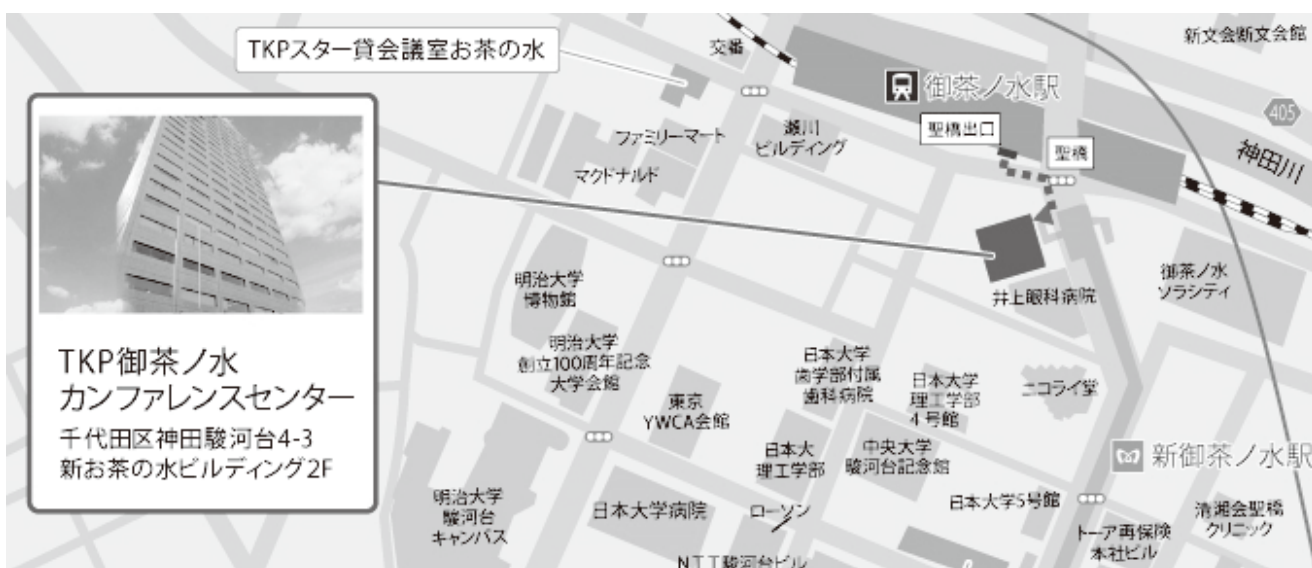 TKPスター貸会議室お茶の水
交番
新文会断文会館
御茶ノ水駅
405
聖橋出口
聖橋
神田川
ファミリーマート
瀬川
ビルディング
マクドナルド
TKP御茶ノ水
カンファレンスセンター
千代田区神田駿河台4-3
新お茶の水ビルディング2F
明治大学
博物館
井上眼科病院
御茶ノ水
ソラシティ
明治大学
創立100周年記念
大学会館
東京
YWCA会館
日本大学
歯学部付属
歯科病院
日本大学
理工学部
4号館
ニコライ堂
日本大
理工学部
中央大学
駿河台記念館
新御茶ノ水駅
明治大学
駿河台
キャンパス
日本大学病院
ローソン
日本大学5号館
トーア再保険
本社ビル
清瀬会聖橋
クリニック
NTT駿河台ビル